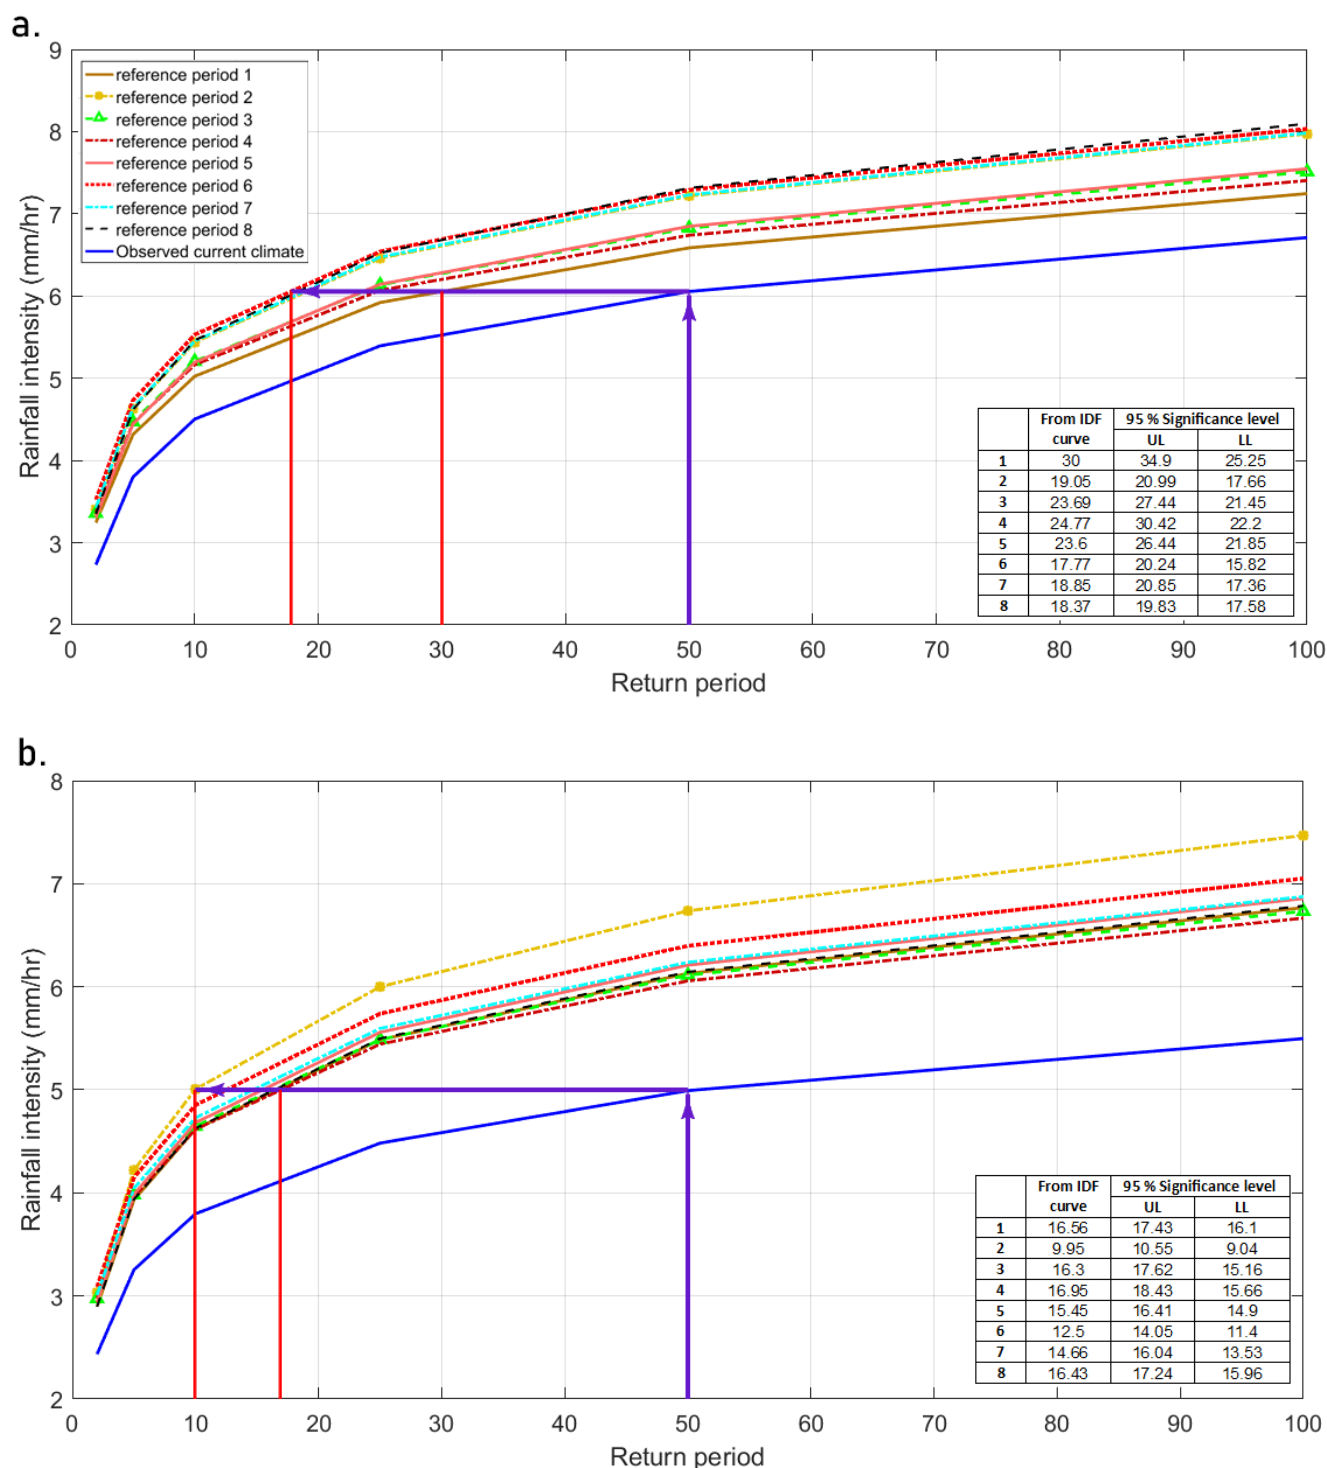 a.
9
8
7
6
5
4
3
2
Rainfall intensity (mm/hr)
reference period 1
reference period 2
reference period 3
reference period 4
reference period 5
reference period 6
reference period 7
reference period 8
Observed current climate
From IDF curve 95 % Significance level
UL LL
1 30 34.9 25.25
2 19.05 20.99 17.66
3 23.69 27.44 21.45
4 24.77 30.42 22.2
5 23.6 26.44 21.85
6 17.77 20.24 15.82
7 18.85 20.85 17.36
8 18.37 19.83 17.58
0 10 20 30 40 50 60 70 80 90 100
Return period
b.
8
7
6
5
4
3
2
Rainfall intensity (mm/hr)
From IDF curve 95 % Significance level
UL LL
1 16.56 17.43 16.1
2 9.95 10.55 9.04
3 16.3 17.62 15.16
4 16.95 18.43 15.66
5 15.45 16.41 14.9
6 12.5 14.05 11.4
7 14.66 16.04 13.53
8 16.43 17.24 15.96
0 10 20 30 40 50 60 70 80 90 100
Return period